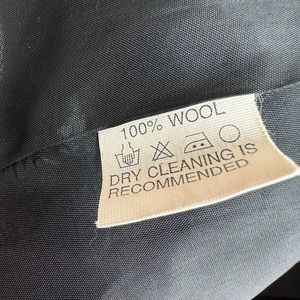 100% WOOL
DRY CLEANING IS
RECOMMENDED